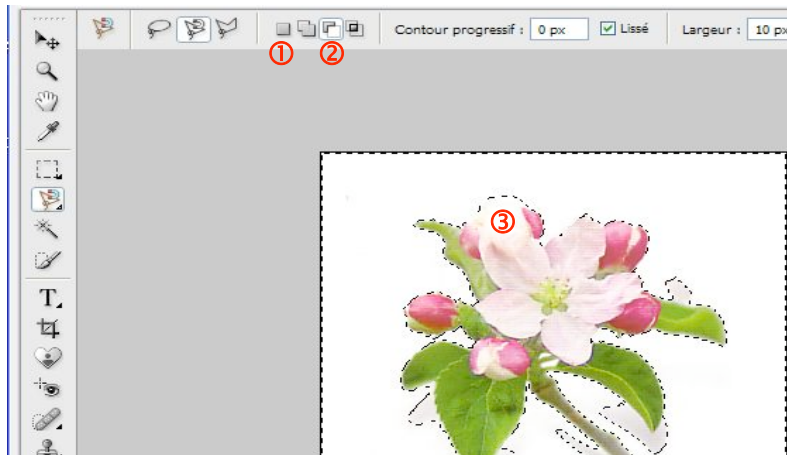 Contour progressif : 0 px Lissé Largeur : 10 px
① ②
③
T